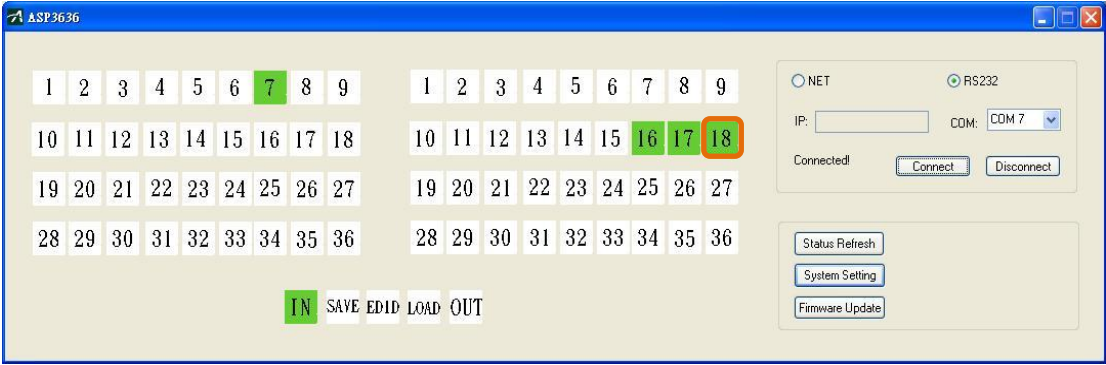 ASP3636
1 2 3 4 5 6 7 8 9
10 11 12 13 14 15 16 17 18
19 20 21 22 23 24 25 26 27
28 29 30 31 32 33 34 35 36
1 2 3 4 5 6 7 8 9
10 11 12 13 14 15 16 17 18
19 20 21 22 23 24 25 26 27
28 29 30 31 32 33 34 35 36
IN SAVE EDID LOAD OUT
NET RS232
IP: COM: COM 7
Connected! Connect Disconnect
Status Refresh
System Setting
Firmware Update